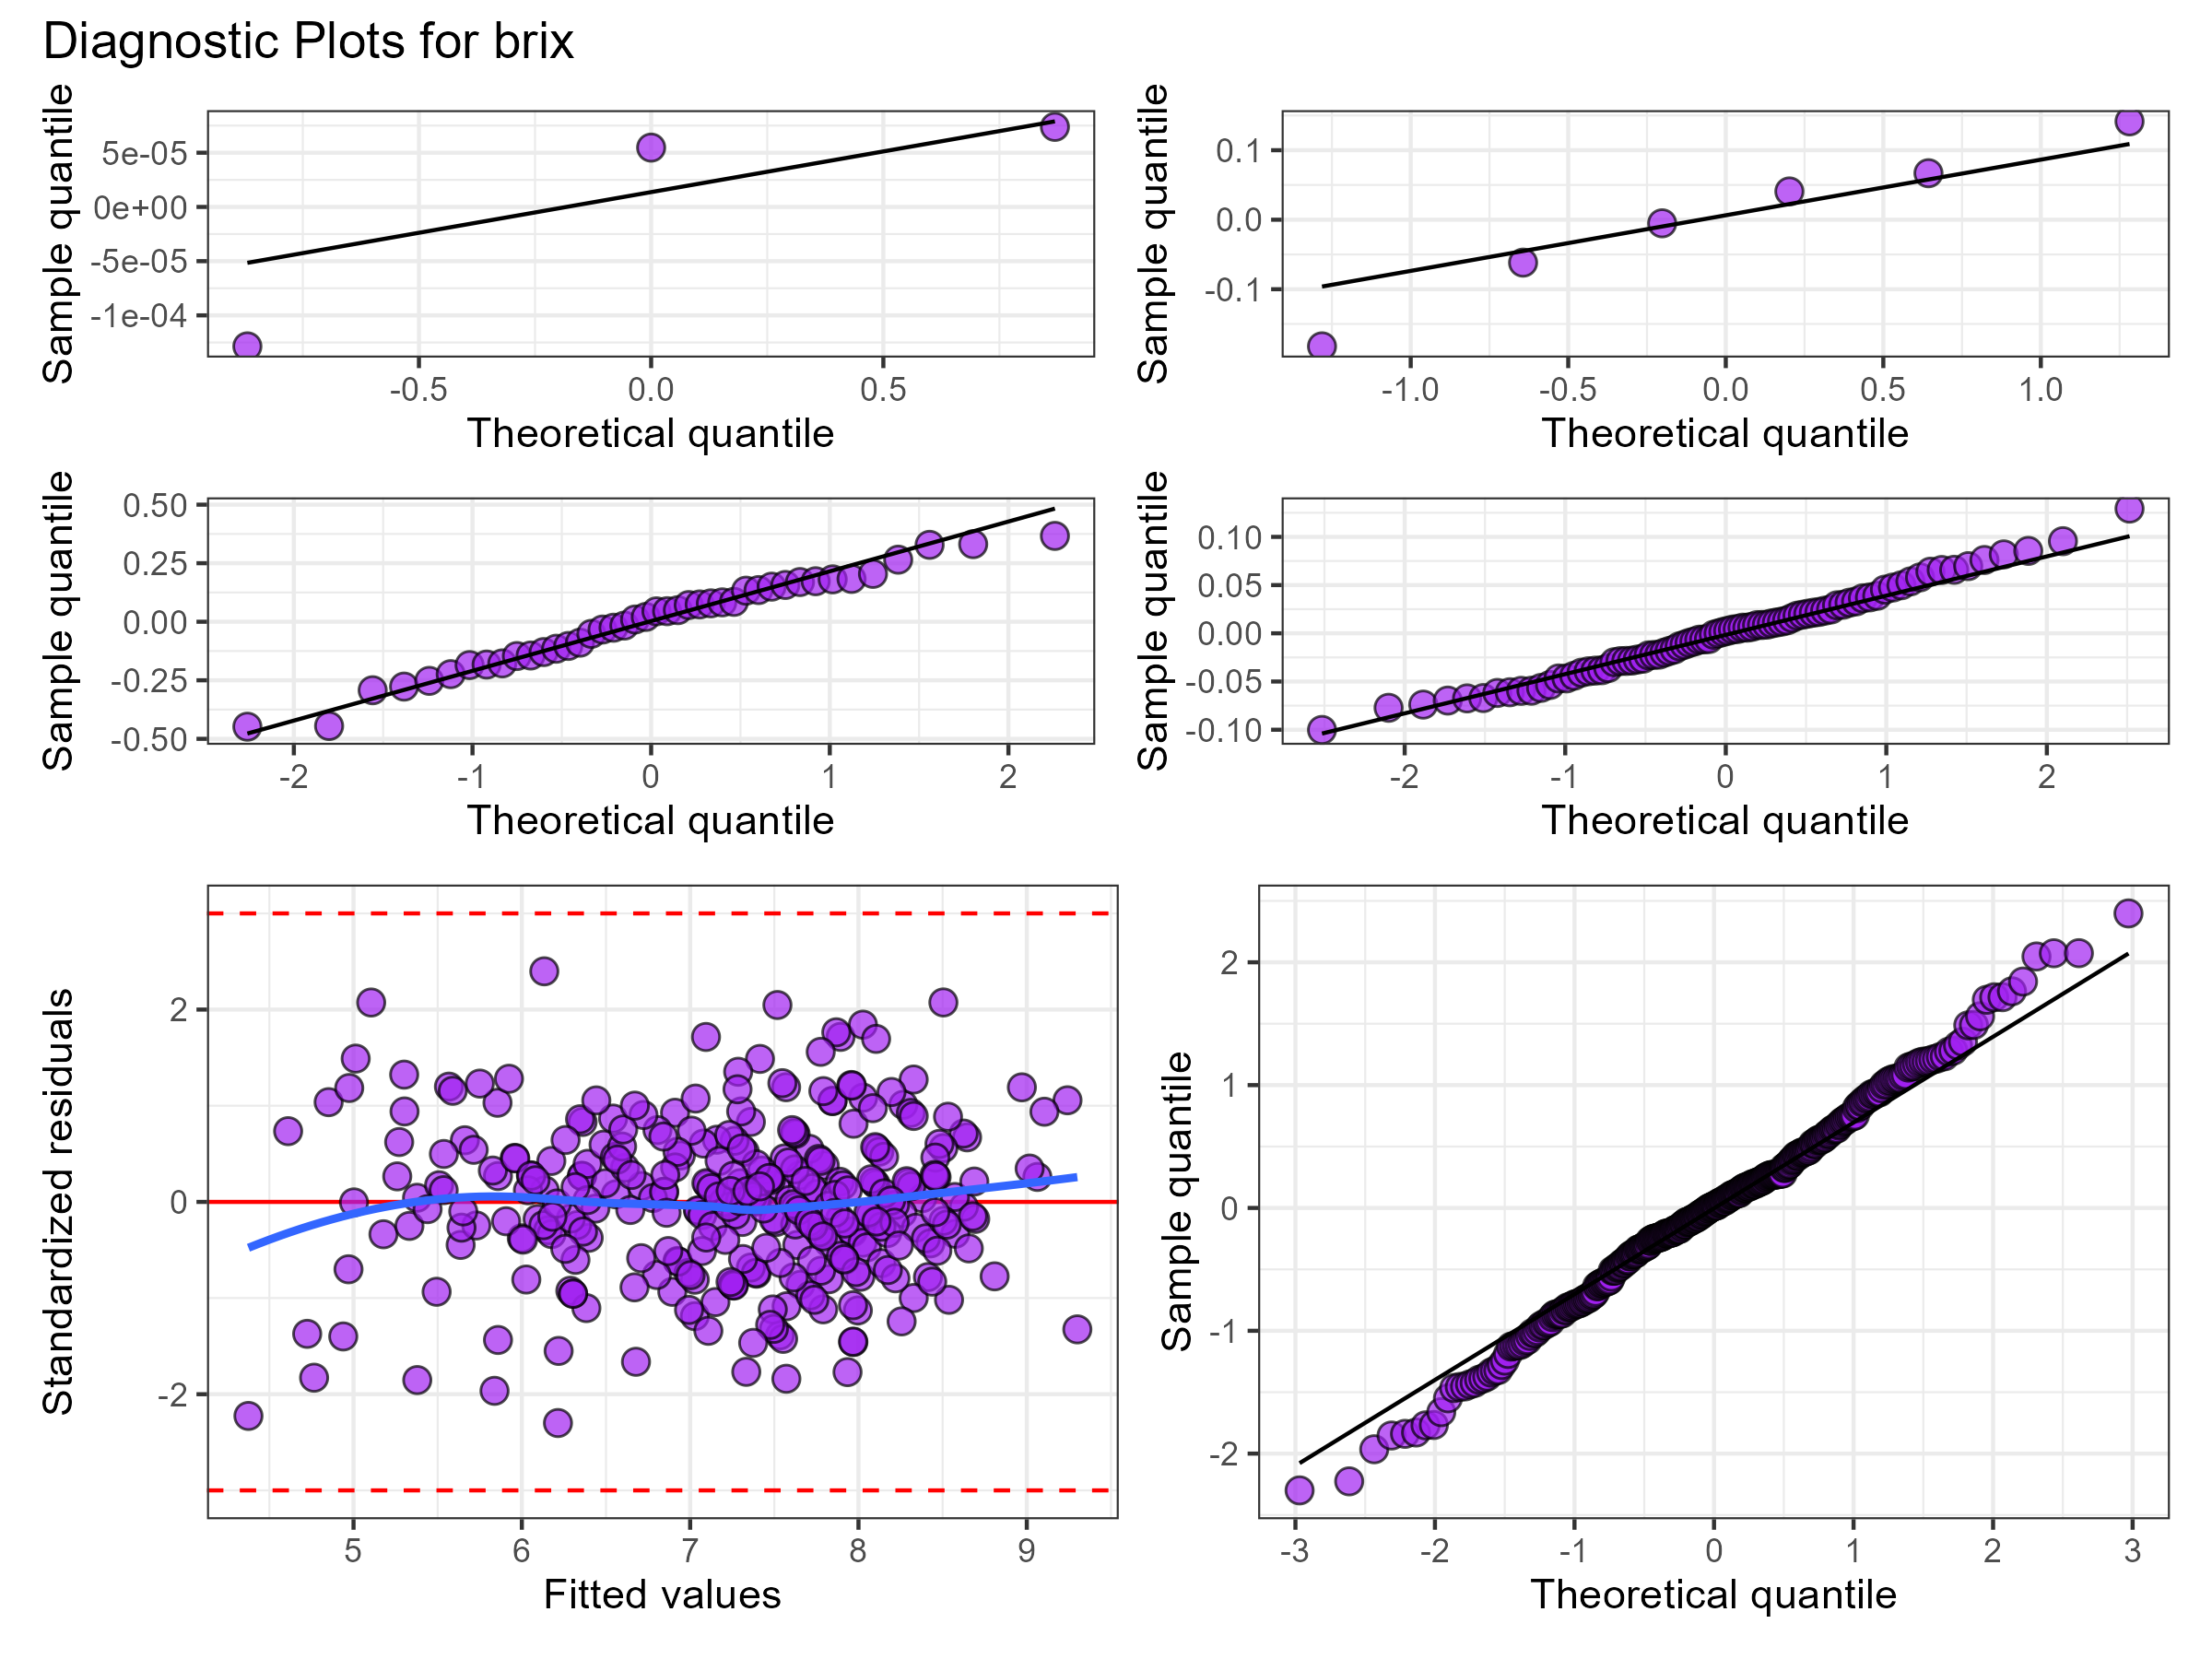 Diagnostic Plots for brix
Sample quantile
5e-05
0e+00
-5e-05
-1e-04
-0.5 0.0 0.5
Theoretical quantile
Sample quantile
0.1
0.0
-0.1
-1.0 -0.5 0.0 0.5 1.0
Theoretical quantile
Sample quantile
0.50
0.25
0.00
-0.25
-0.50
-2 -1 0 1 2
Theoretical quantile
Sample quantile
0.10
0.05
0.00
-0.05
-0.10
-2 -1 0 1 2
Theoretical quantile
Standardized residuals
2
0
-2
5 6 7 8 9
Fitted values
Sample quantile
2
1
0
-1
-2
-3 -2 -1 0 1 2 3
Theoretical quantile